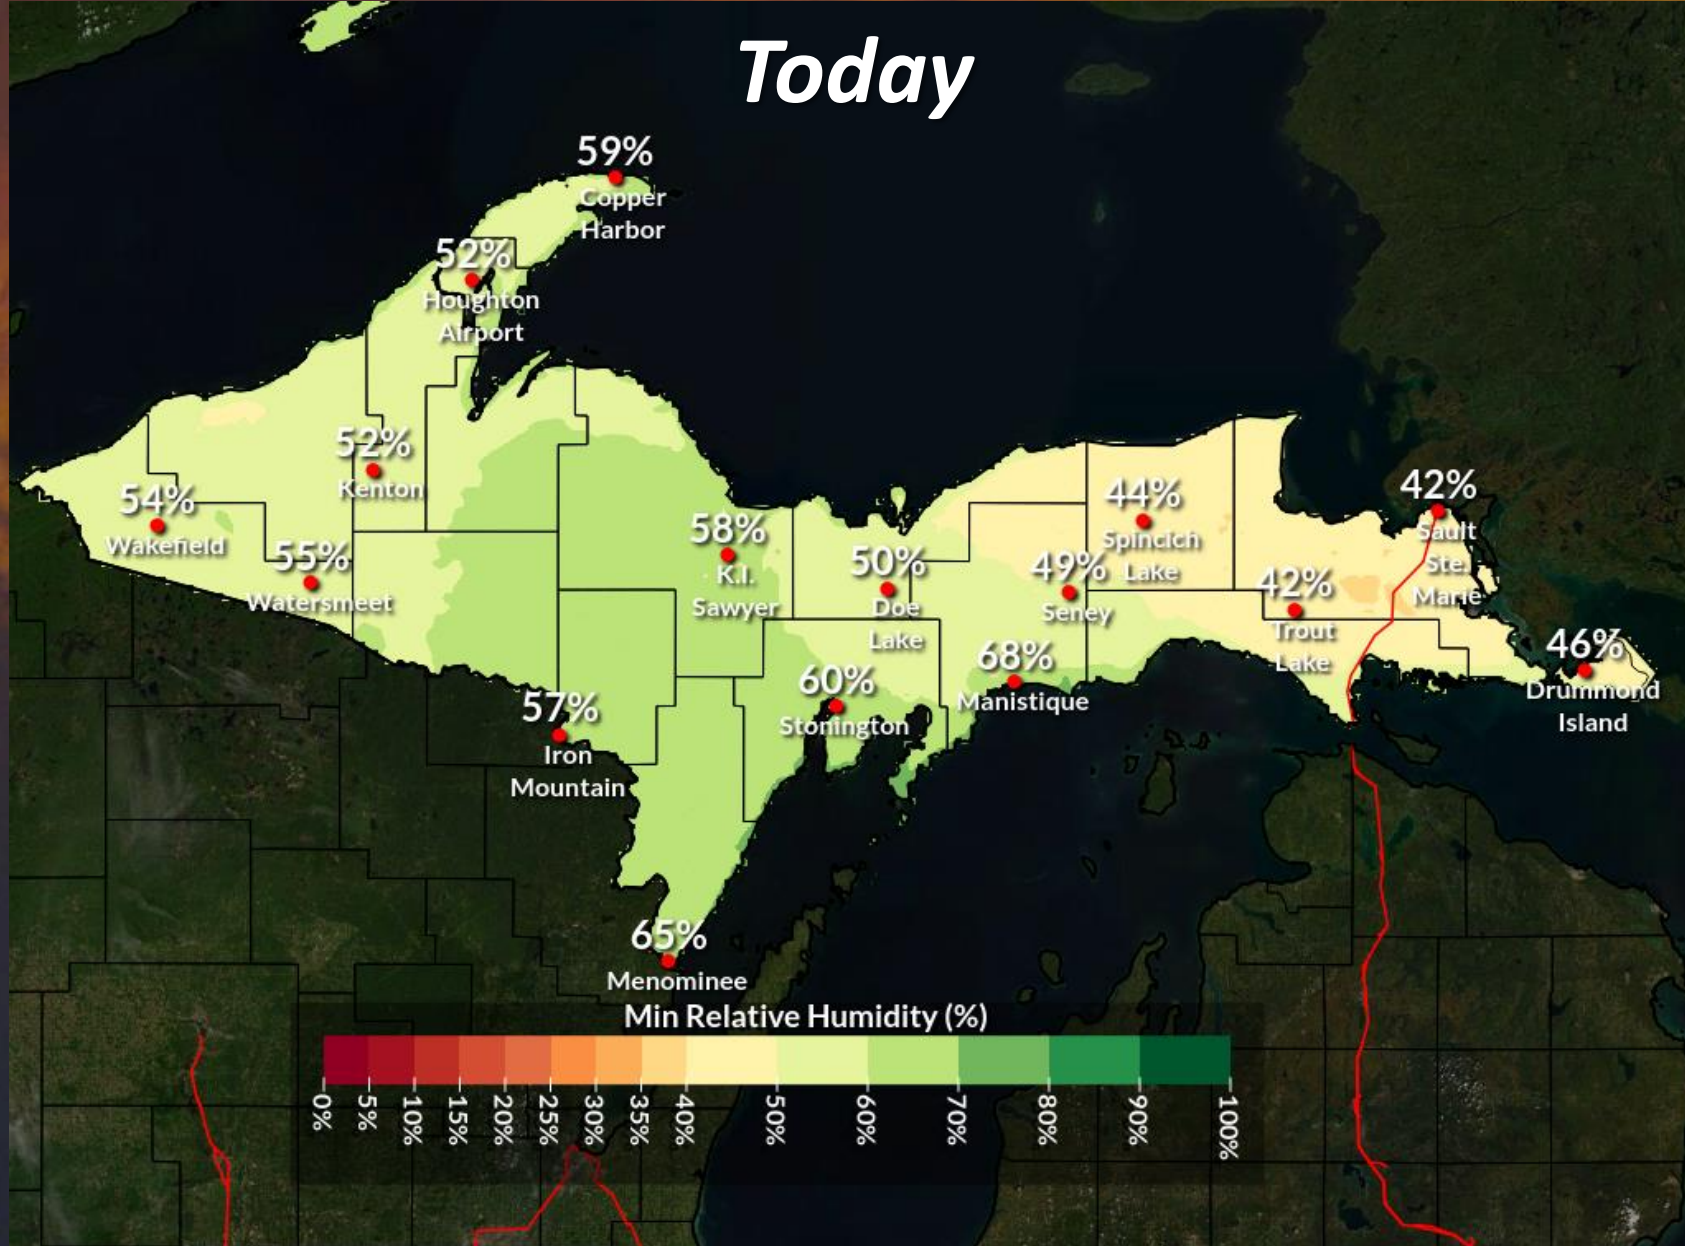 Today
59%
Copper
Harbor
52%
Houghton
Airport
52%
Kenton
54%
Wakefield
55%
Watersmeet
58%
K.I.
Sawyer
50%
Doe
Lake
49%
Seney
44%
Spincich
Lake
42%
Sault
Ste.
Marie
42%
Trout
Lake
46%
Drummond
Island
68%
Manistique
60%
Stonington
57%
Iron
Mountain
65%
Menominee
Min Relative Humidity (%)
0%
5%
10%
15%
20%
25%
30%
35%
40%
50%
60%
70%
80%
90%
100%